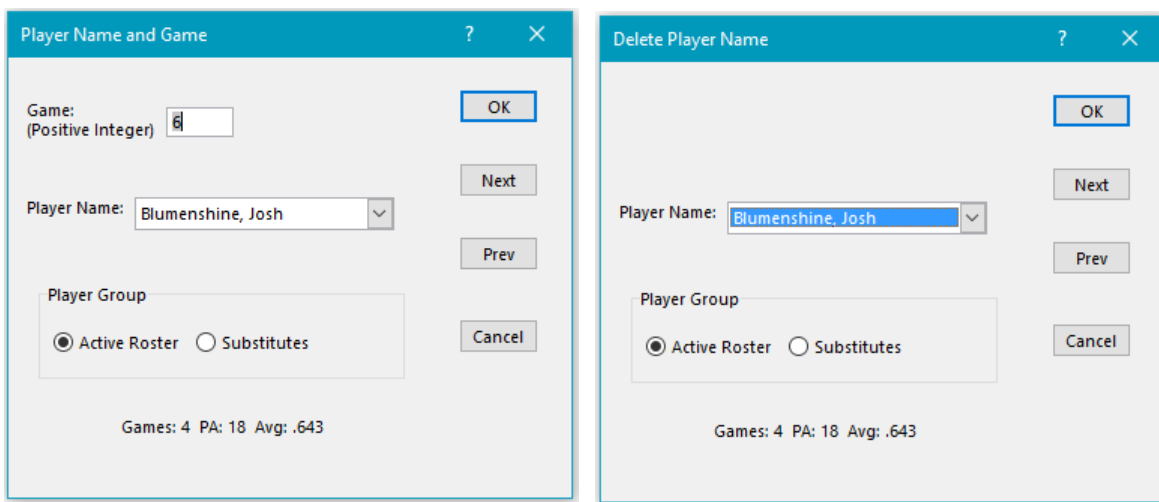 Player Name and Game
?
Game:
(Positive Integer)
6
OK
Next
Player Name:
Blumenshine, Josh
Prev
Player Group
Active Roster
Substitutes
Cancel
Games: 4 PA: 18 Avg: .643
Delete Player Name
?
OK
Next
Player Name:
Blumenshine, Josh
Prev
Player Group
Active Roster
Substitutes
Cancel
Games: 4 PA: 18 Avg: .643